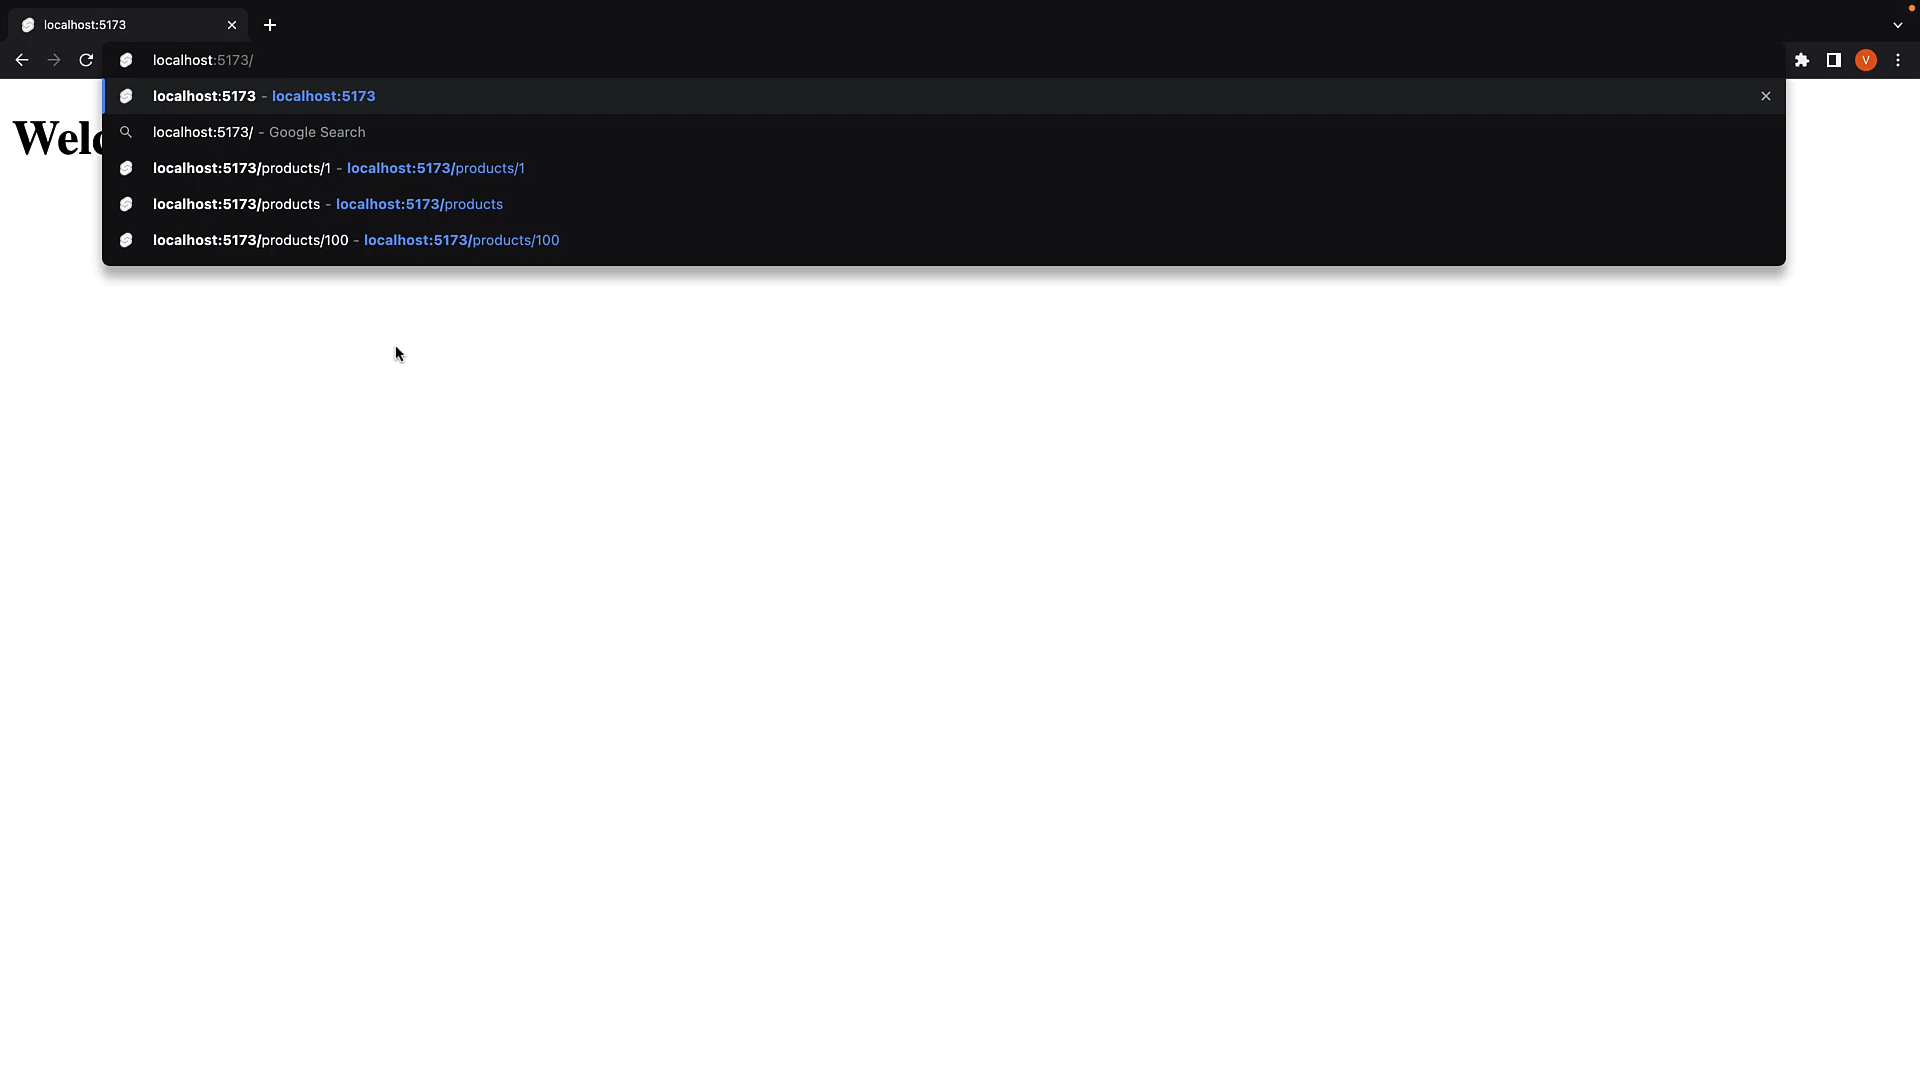 localhost:5173
localhost:5173/
V
localhost:5173 - localhost:5173
localhost:5173/ - Google Search
Welc
localhost:5173/products/1 - localhost:5173/products/1
localhost:5173/products - localhost:5173/products
localhost:5173/products/100 - localhost:5173/products/100